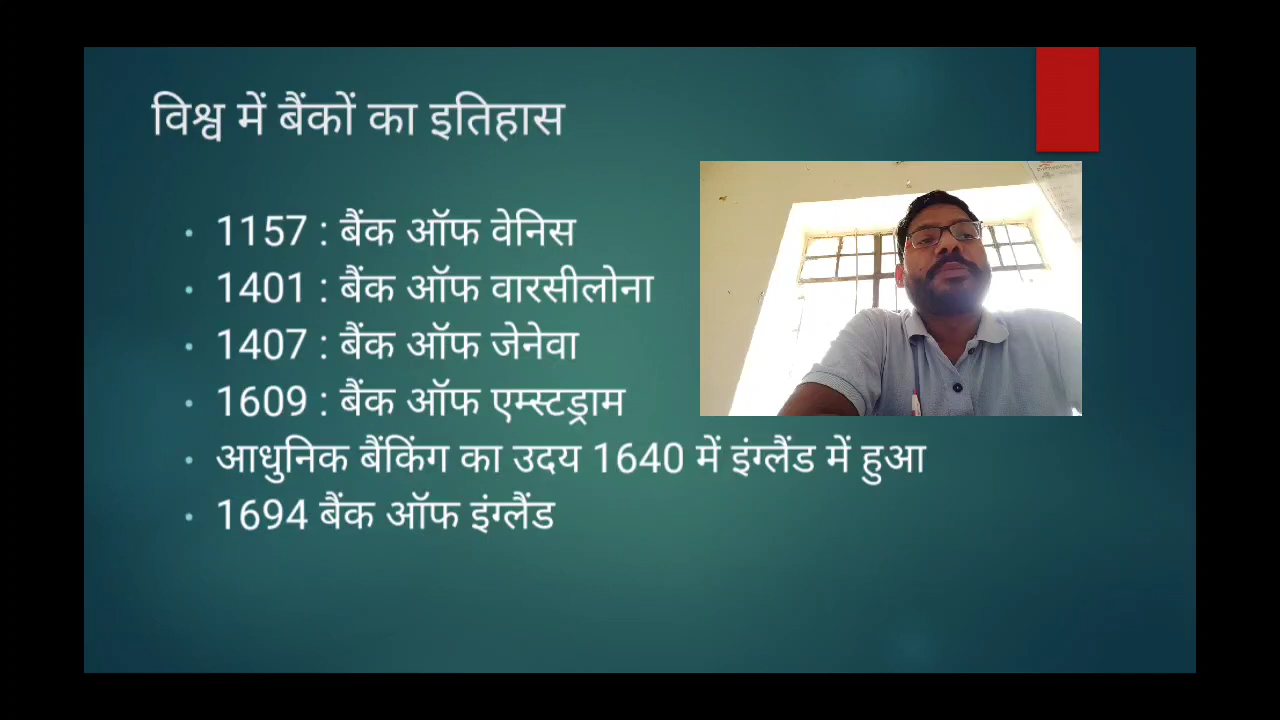 विश्व में बैंकों का इतिहास
• 1157 : बैंक ऑफ वेनिस
• 1401 : बैंक ऑफ वारसीलोना
• 1407 : बैंक ऑफ जेनेवा
• 1609 : बैंक ऑफ एम्स्टड्राम
• आधुनिक बैंकिंग का उदय 1640 में इंग्लैंड में हुआ
• 1694 बैंक ऑफ इंग्लैंड